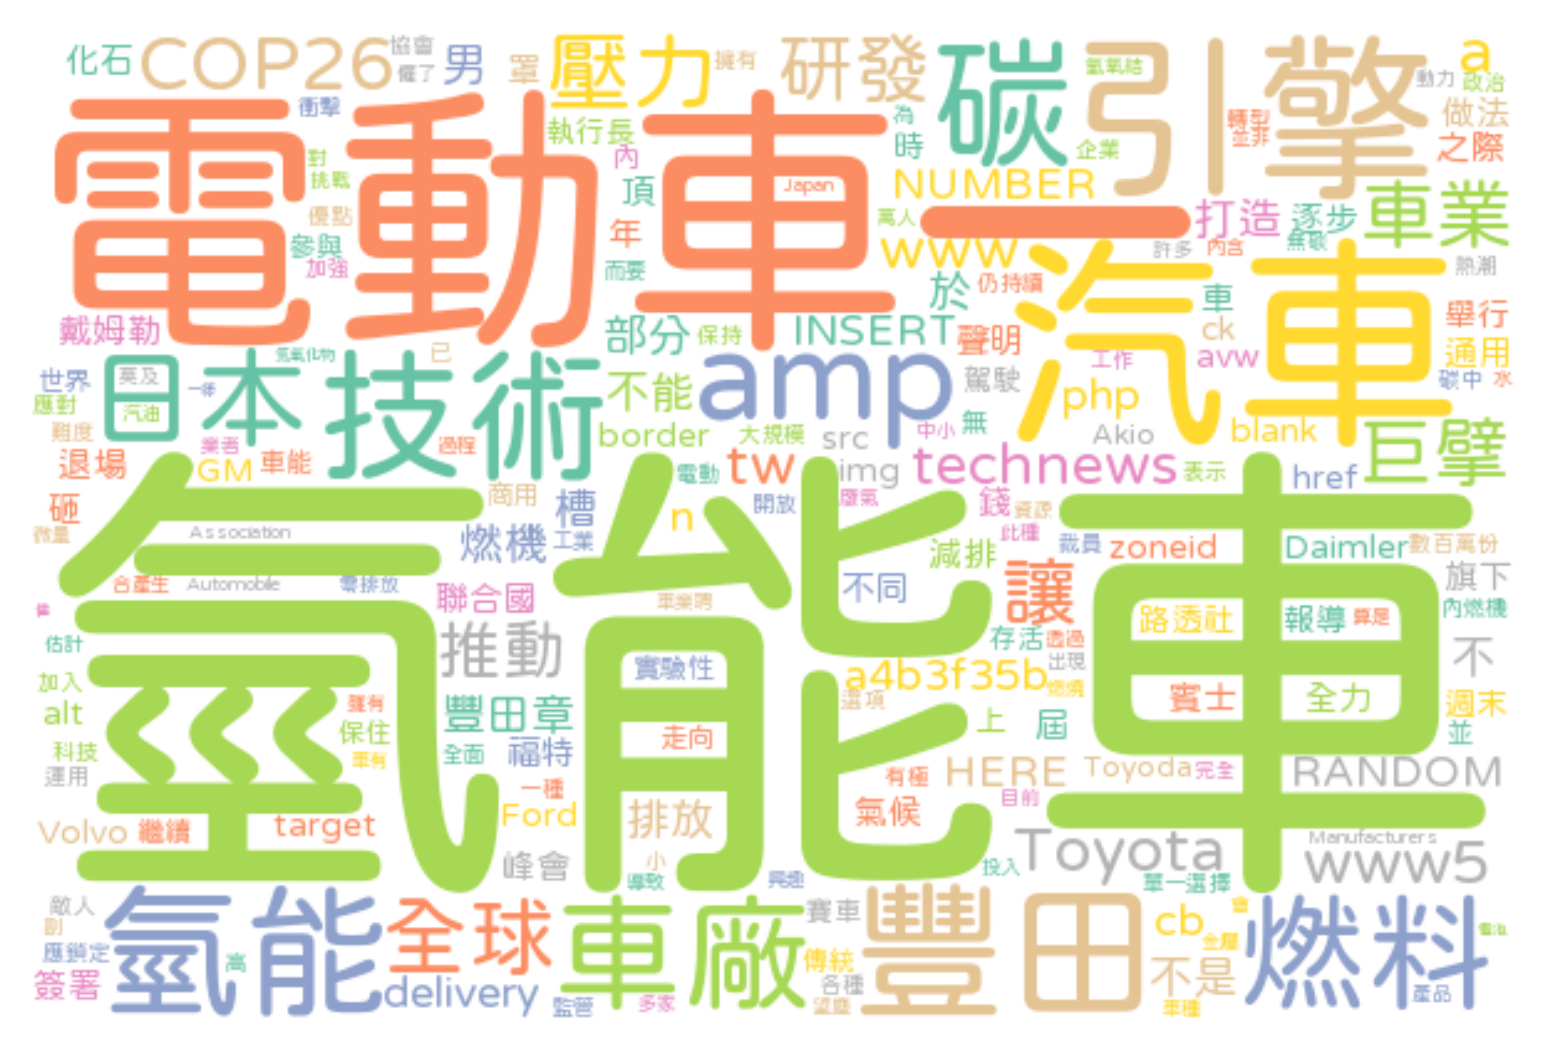 化石 COP26 協會 罹了 男 罩 壓力 擁有 研發 碳 氫氧結 引擎 a 動力 政治
衝擊 執行長 為 時 企業 轉型 並非 做法 之際
電動車 對 挑戰 優點 參與 加強 內 頂 年 而要 Japan NUMBER 萬人 www 一 打造 逐步 無敵 車業
許多 內含 熱潮
戴姆勒 氫氧化物 已 部分 保持 INSERT 於 仍持續 聲明 汽車 車 ck 舉行 通用
世界 英及 汽油 應對 日本 技術 不能 amp 駕駛 工作 avw php 碳中 水
難度 業者 過程 border 大規模 src 中小 無 Akio blank 巨擘
退場 GM 車能 電動 tw img technews 表示 href
砸 商用 槽 n 開放 錢 資源
微量 Association 燃機 工業 減排 此種 裁員 zoneid Daimler 數百萬份
合產生 Automobile 零排放 聯合國 車業聘 不同 讓 旗下
氫能車 路透社 報導 算是 內燃機
估計 推動 實驗性 存活 透過 出現 不
加入 a4b3f35b 燃燒 賓士 全力 週末
alt 保住 豐田章 選項 上 屆 並
科技 車有 全面 福特 走向
運用 一種 有極 HERE Toyoda 完全 RANDOM
Volvo 繼續 target Ford 排放 氣候 目前
峰會 小 Toyota Manufacturers www5
導致 興趣 投入 單一選擇
敵人 氫能 全球 車廠 賽車 豐田 cb 會 燃料
應鎖定 高 傳統 金屬 電池
簽署 delivery 監管 多家 各種 不是 車種 產品